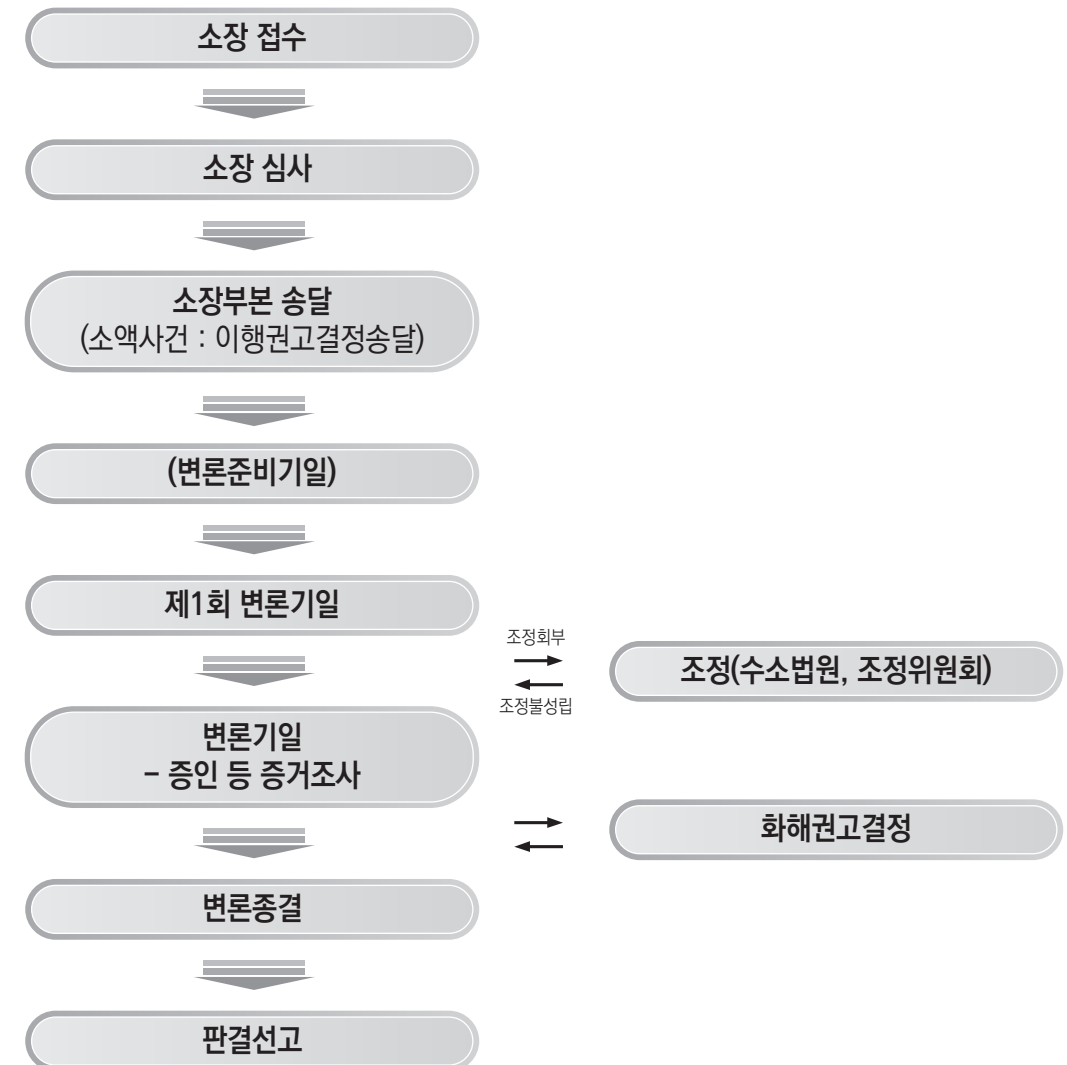 소장 접수
소장 심사
소장부본 송달
(소액사건 : 이행권고결정송달)
(변론준비기일)
제1회 변론기일
조정회부
조정불성립
조정(수소법원, 조정위원회)
변론기일
- 증인 등 증거조사
화해권고결정
변론종결
판결선고